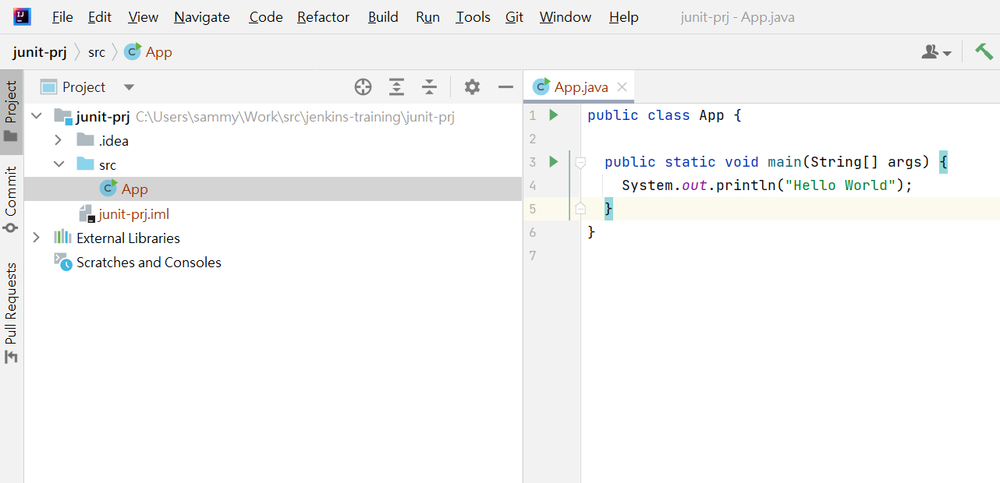 File Edit View Navigate Code Refactor Build Run Tools Git Window Help junit-prj - App.java
junit-prj src App
Project
App.java
Project
Commit
Pull Requests
junit-prj C:\Users\sammy\Work\src\jenkins-training\junit-prj
.idea
src
App
junit-prj.iml
External Libraries
Scratches and Consoles
1 public class App {
2
3 public static void main(String[] args) {
4 System.out.println("Hello World");
5 }
6 }
7